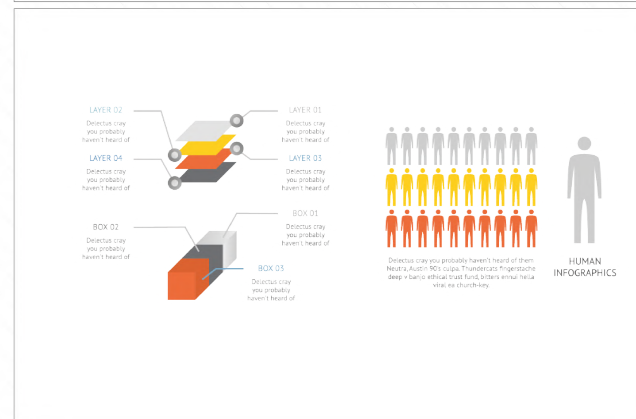 LAYER 02
Delectus cray
you probably
haven't heard of
LAYER 01
Delectus cray
you probably
haven't heard of
LAYER 04
Delectus cray
you probably
haven't heard of
LAYER 03
Delectus cray
you probably
haven't heard of
BOX 02
Delectus cray
you probably
haven't heard of
BOX 01
Delectus cray
you probably
haven't heard of
BOX 03
Delectus cray
you probably
haven't heard of
Delectus cray you probably haven't heard of them
Neutra, Austin 90's culpa. Thundercats fingerstache
deep v banjo ethical trust fund, bitters ennui hella
viral ea church-key.
HUMAN
INFOGRAPHICS